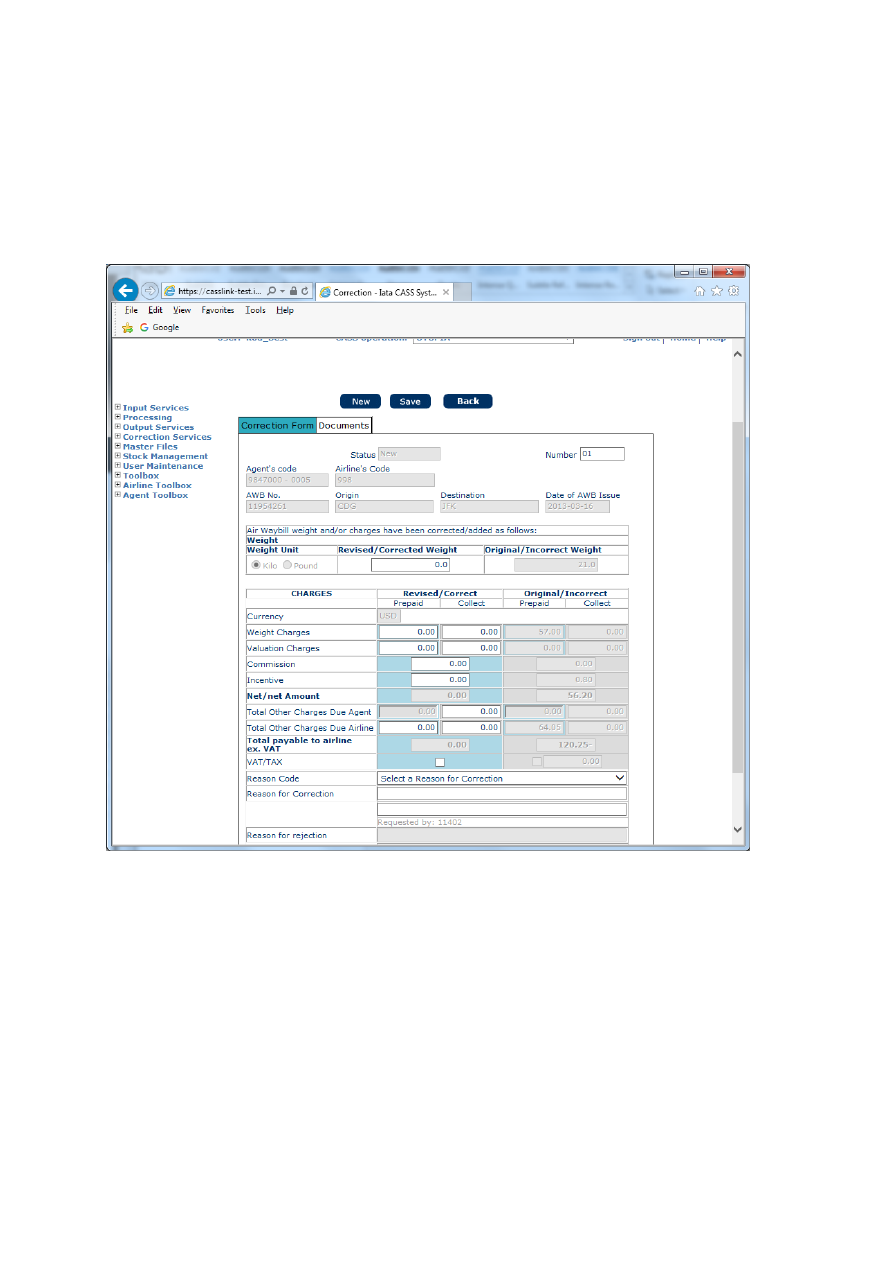 https://casslink-test.i...
Correction - Iata CASS Syst...
File Edit View Favorites Tools Help
Google
New Save Back
Input Services
Processing
Output Services
Correction Services
Master Files
Stock Management
User Maintenance
Toolbox
Airline Toolbox
Agent Toolbox
Correction Form Documents
Status New Number 01
Agent's code Airline's Code
9847000 - 0005 998
AWB No. Origin Destination Date of AWB Issue
11954261 CDG JFK 2013-03-16
Air Waybill weight and/or charges have been corrected/added as follows:
Weight
Weight Unit Revised/Corrected Weight Original/Incorrect Weight
Kilo Pound 0.0 21.0
CHARGES Revised/Correct Original/Incorrect
Prepaid Collect Prepaid Collect
Currency USD
Weight Charges 0.00 0.00 57.00 0.00
Valuation Charges 0.00 0.00 0.00 0.00
Commission 0.00 0.00
Incentive 0.00 0.80
Net/net Amount 0.00 56.20
Total Other Charges Due Agent 0.00 0.00 0.00 0.00
Total Other Charges Due Airline 0.00 0.00 64.05 0.00
Total payable to airline
ex. VAT 0.00 120.25-
VAT/TAX 0.00
Reason Code Select a Reason for Correction
Reason for Correction
Requested by: 11402
Reason for rejection